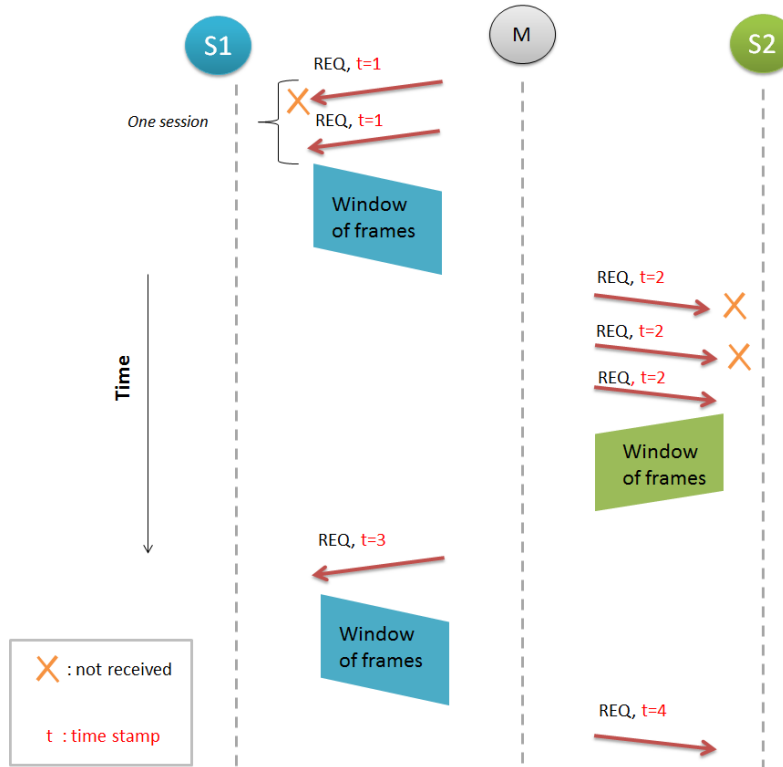 S1
M
S2
REQ, t=1
One session
REQ, t=1
Window
of frames
REQ, t=2
REQ, t=2
Time
REQ, t=2
Window
of frames
REQ, t=3
Window
of frames
X : not received
REQ, t=4
t : time stamp